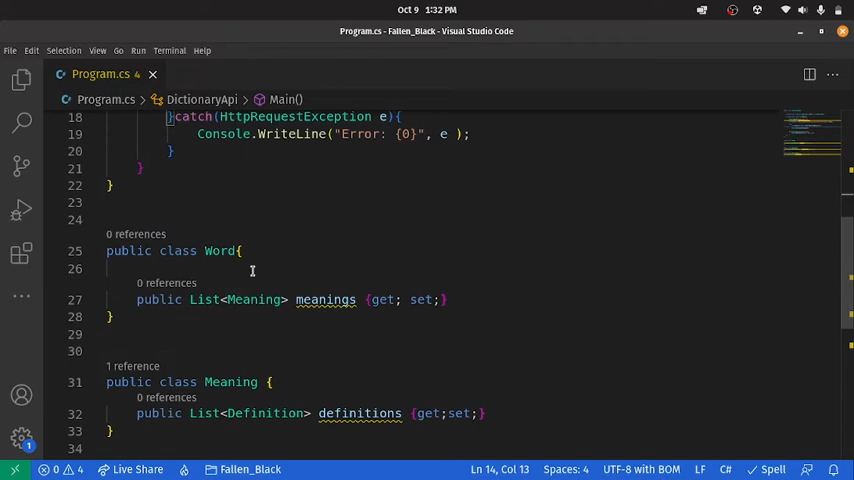 Oct 9 1:32 PM
Program.cs - Fallen_Black - Visual Studio Code
File Edit Selection View Go Run Terminal Help
Program.cs 4
Program.cs > DictionaryApi > Main()
18 }catch(HttpRequestException e){
19 Console.WriteLine("Error: {0}", e );
20 }
21 }
22 }
23
24
0 references
25 public class Word{
26
0 references
27 public List<Meaning> meanings {get; set;}
28 }
29
30
1 reference
31 public class Meaning {
0 references
32 public List<Definition> definitions {get;set;}
33 }
34
1
0 4 Live Share Fallen_Black Ln 14, Col 13 Spaces: 4 UTF-8 with BOM LF C# Spell